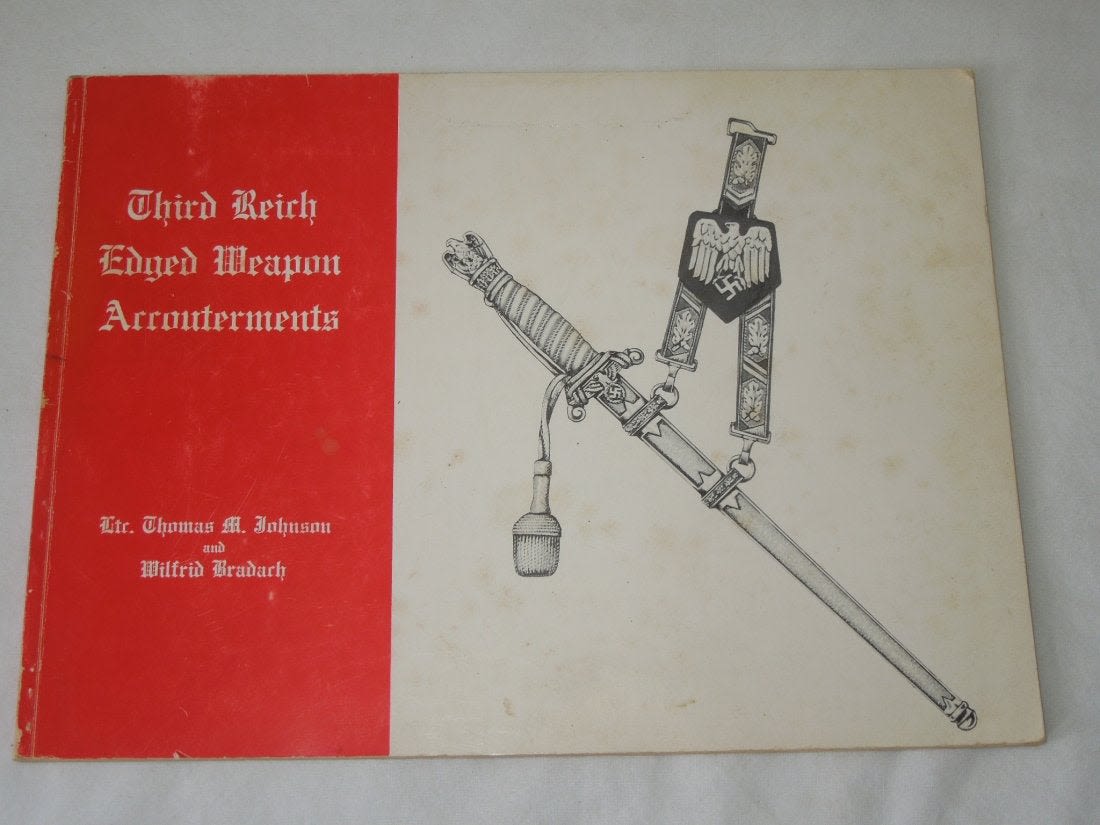 Third Reich
Edged Weapon
Accouterments
Ltc. Thomas M. Johnson
and
Wilfrid Bradach